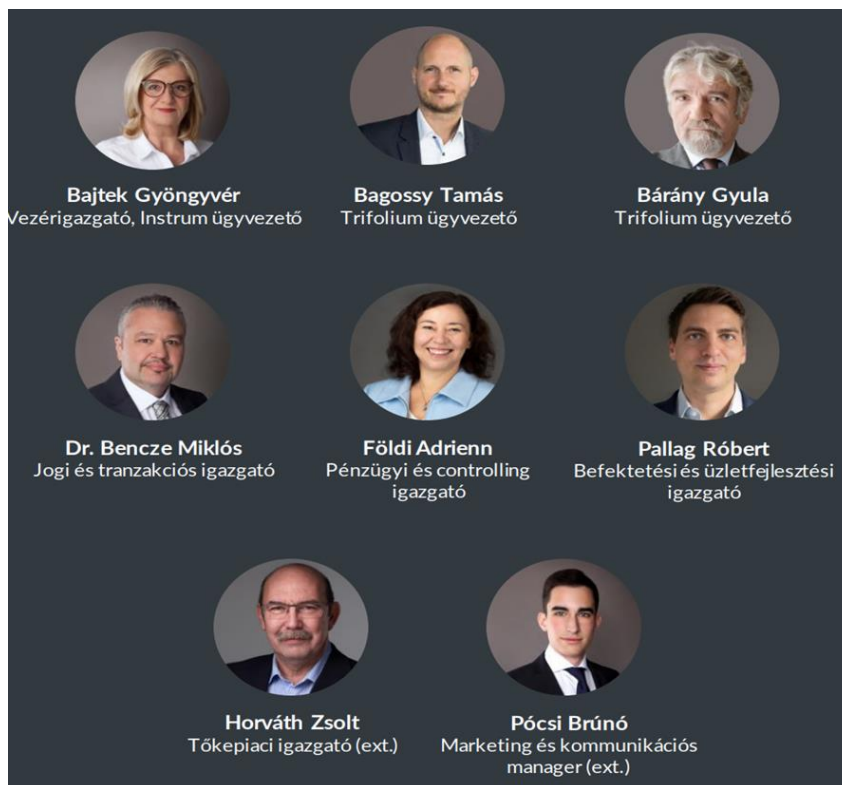 Bajtek Gyöngyvér
Vezérigazgató, Instrum ügyvezető
Bagossy Tamás
Trifolium ügyvezető
Bárány Gyula
Trifolium ügyvezető
Dr. Bencze Miklós
Jogi és tranzakciós igazgató
Földi Adrienn
Pénzügyi és controlling
igazgató
Pallag Róbert
Befektetési és üzletfejlesztési
igazgató
Horváth Zsolt
Tőkepiaci igazgató (ext.)
Pócsi Brúnó
Marketing és kommunikációs
manager (ext.)